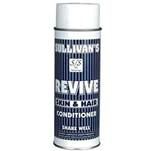 SULLIVAN'S
REVIVE
SKIN & HAIR
CONDITIONER
SHAKE WELL